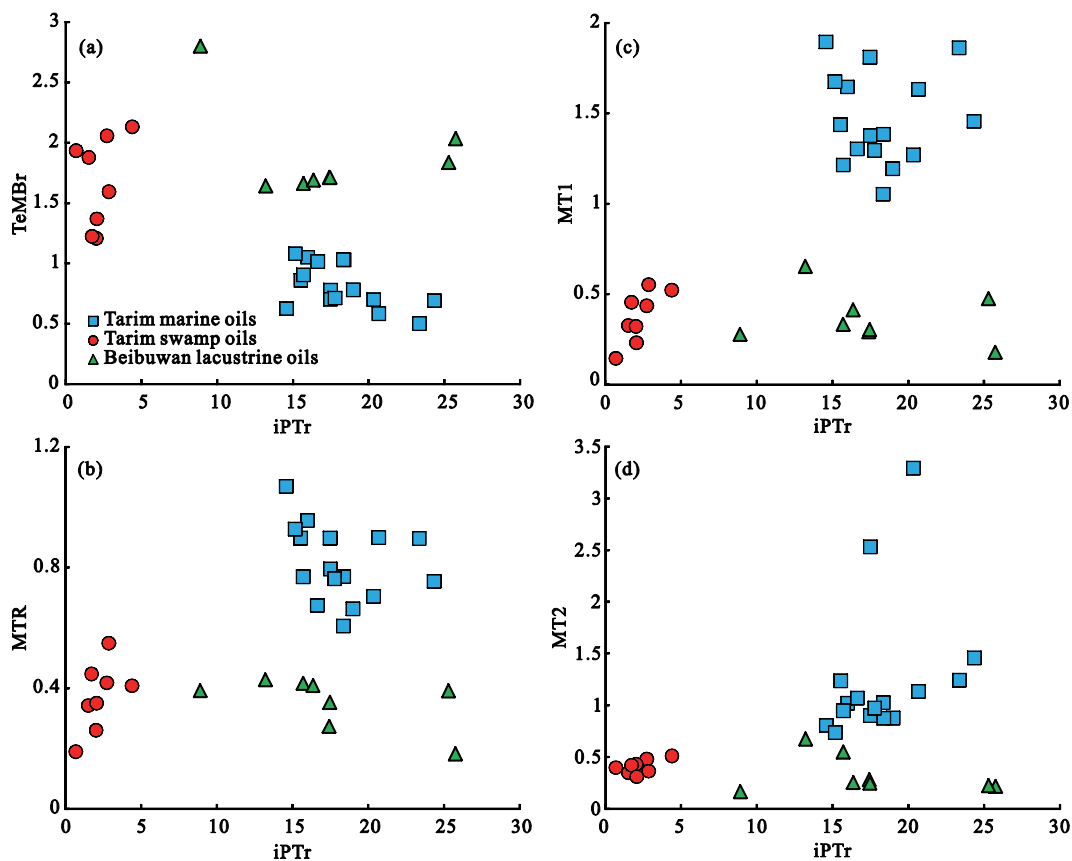 (a)
3
2.5
2
1.5
1
0.5
0
TeMBr
Tarim marine oils
Tarim swamp oils
Beibuwan lacustrine oils
0 5 10 15 20 25 30
iPTr
(c)
2
1.5
1
0.5
0
MT1
0 5 10 15 20 25 30
iPTr
(b)
1.2
0.8
0.4
0
MTR
0 5 10 15 20 25 30
iPTr
(d)
3.5
3
2.5
2
1.5
1
0.5
0
MT2
0 5 10 15 20 25 30
iPTr